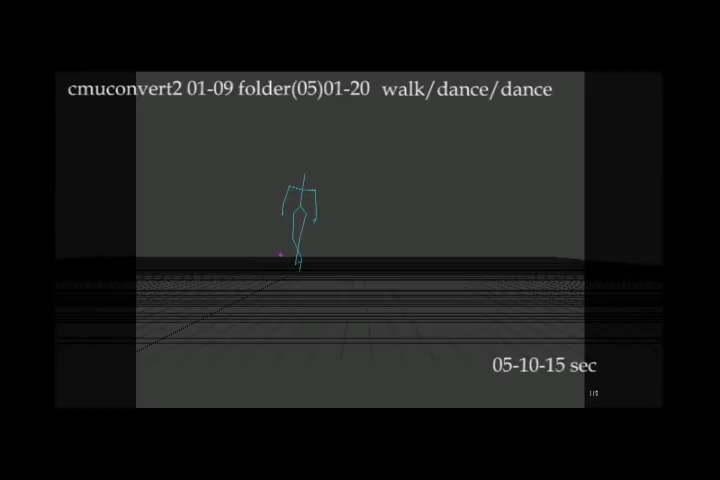 cmuconvert2 01-09 folder(05)01-20 walk/dance/dance
05-10-15 sec